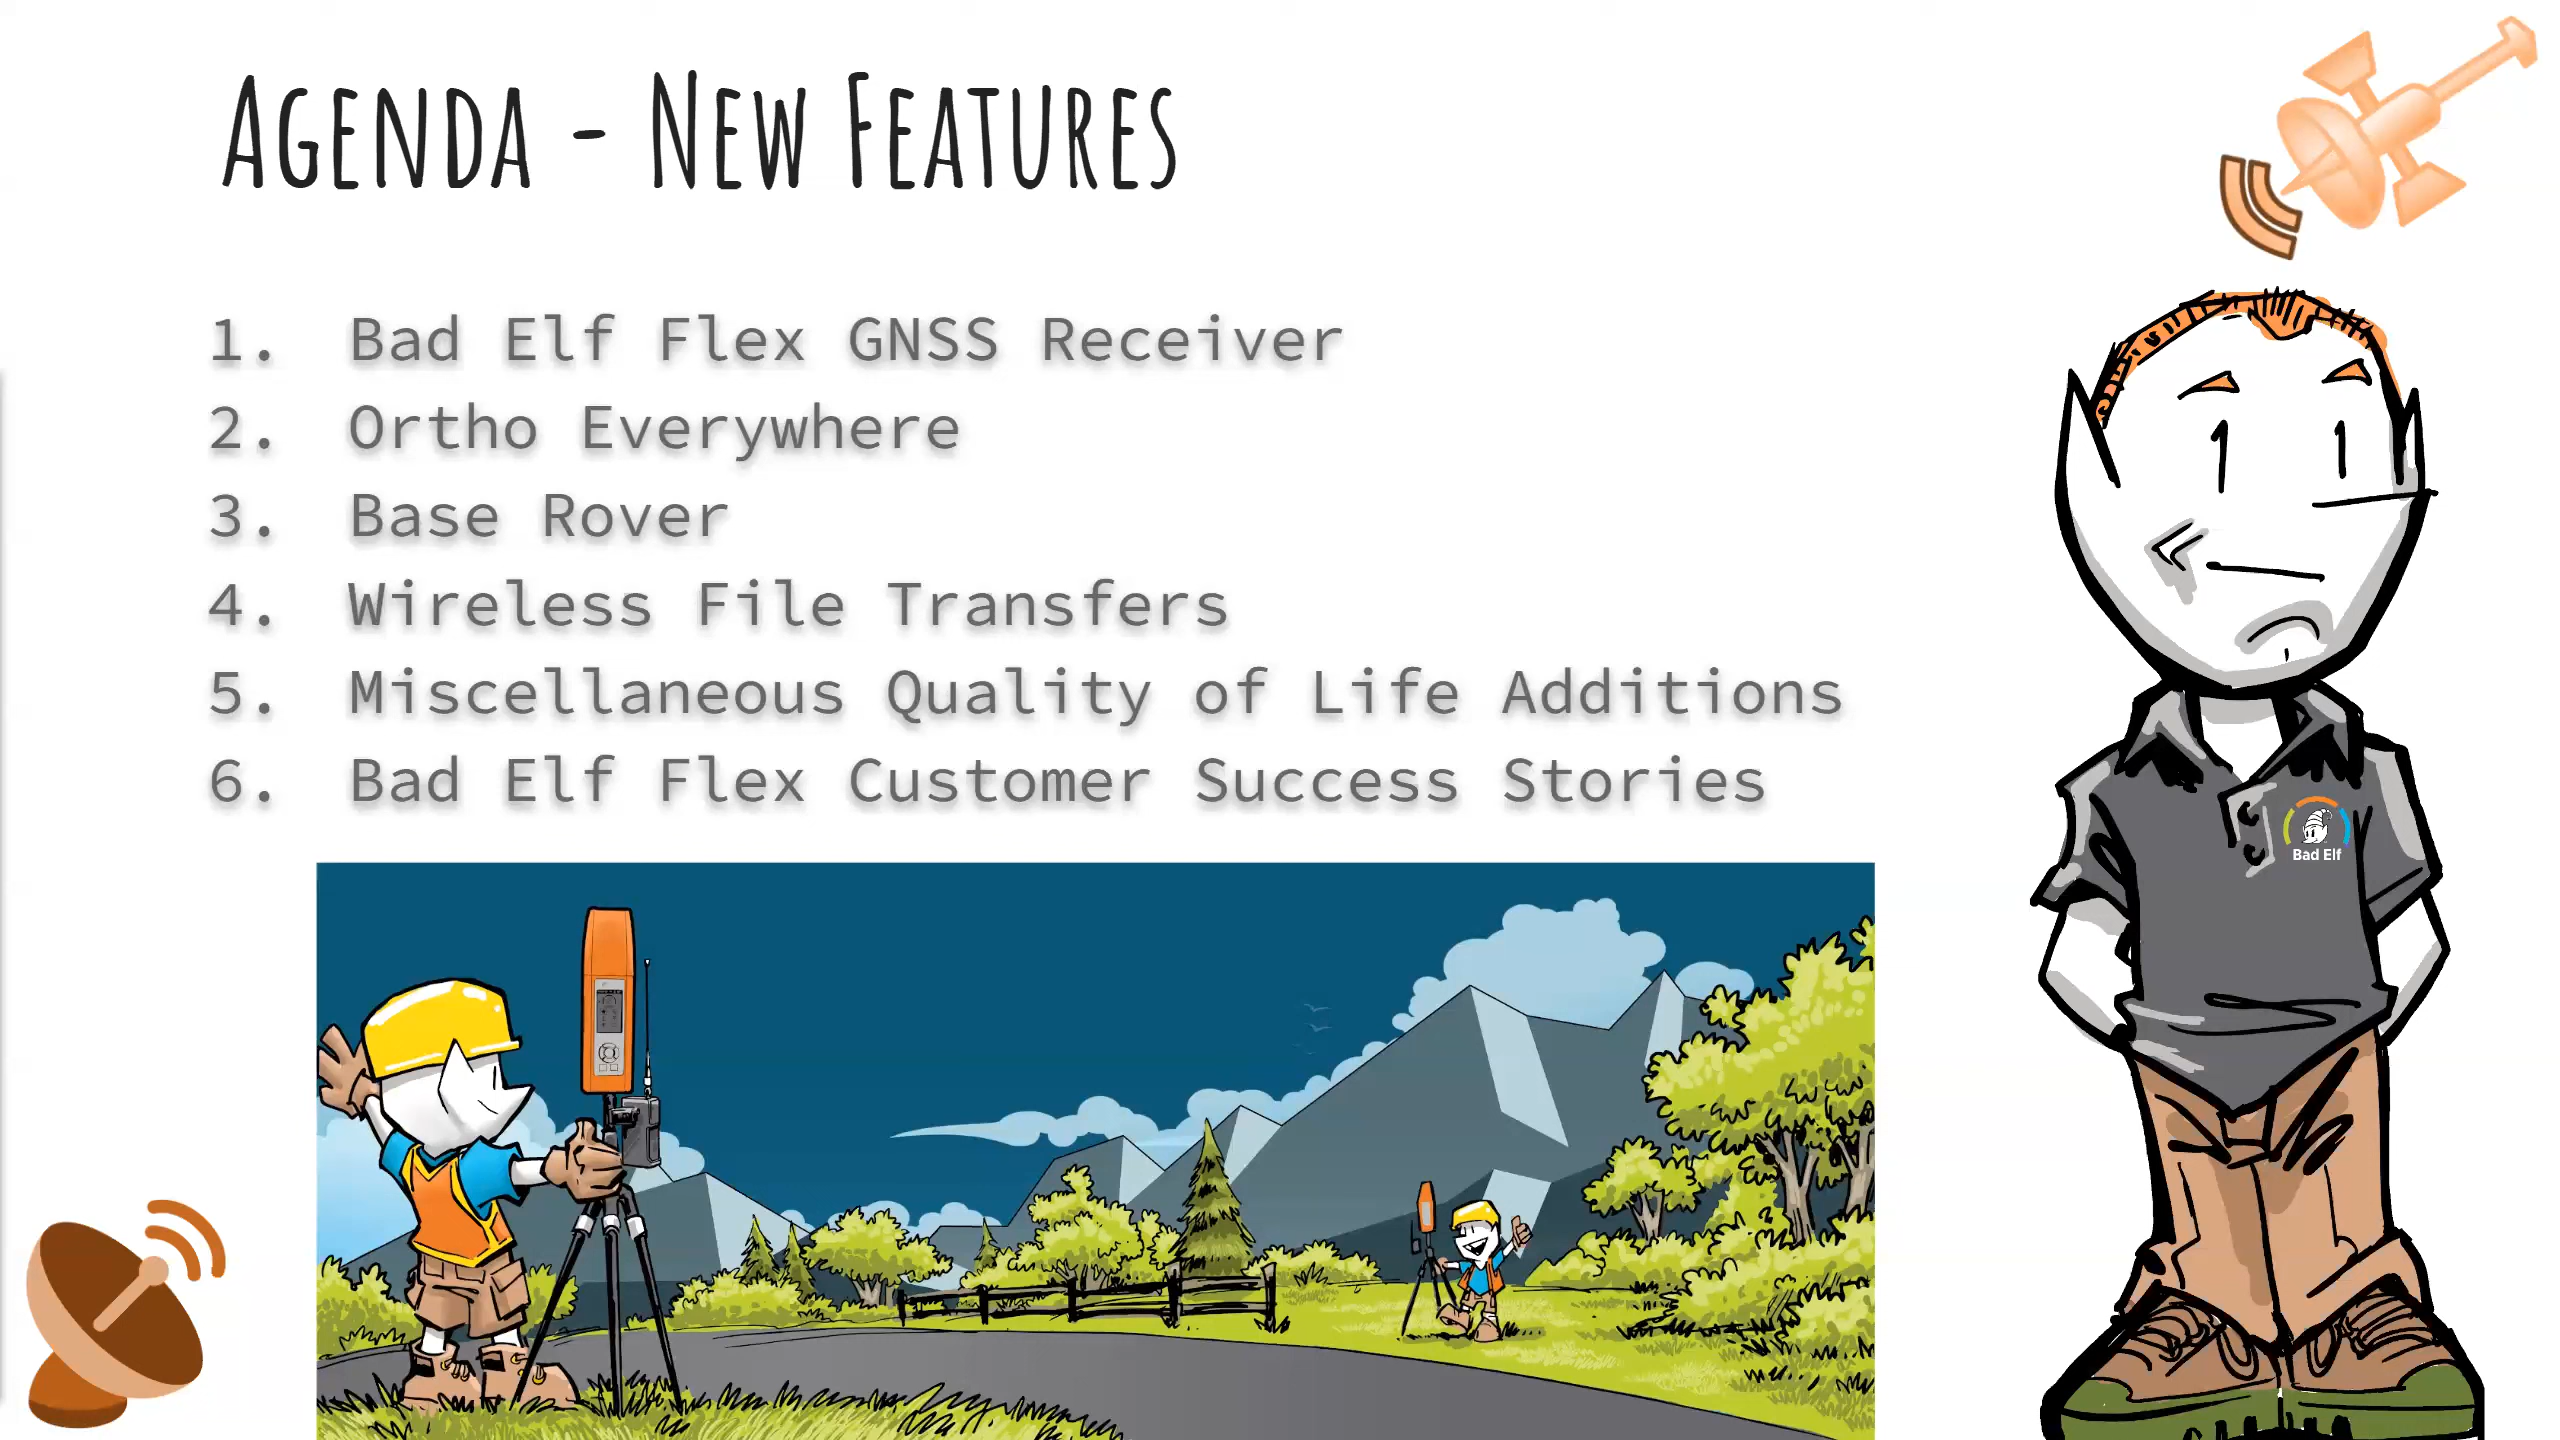 Agenda - New Features
1. Bad Elf Flex GNSS Receiver
2. Ortho Everywhere
3. Base Rover
4. Wireless File Transfers
5. Miscellaneous Quality of Life Additions
6. Bad Elf Flex Customer Success Stories
Bad Elf